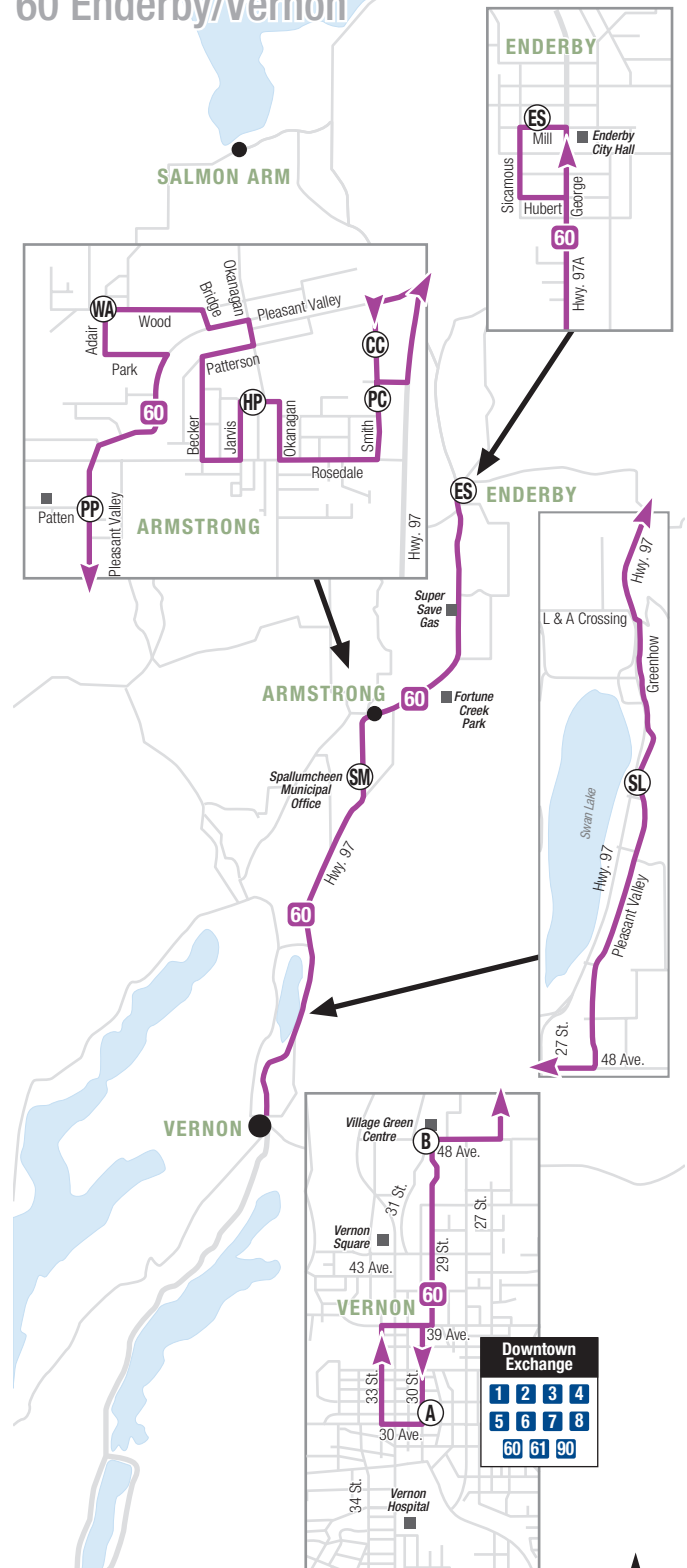 60 Enderby/Vernon
ENDERBY
ES
Mill
Enderby
City Hall
Sicamous
Hubert
George
60
Hwy. 97A
SALMON ARM
WA
Wood
Bridge
Okanagan
Pleasant Valley
Adair
Park
Patterson
CC
60
HP
PC
Becker
Jarvis
Okanagan
Smith
Rosedale
PP
Patten
Pleasant Valley
ARMSTRONG
Hwy. 97
ES
ENDERBY
Super
Save
Gas
ARMSTRONG
60
Fortune
Creek
Park
Spallumcheen
Municipal
Office
SM
Hwy. 97
60
Hwy. 97
L & A Crossing
Greenhow
SL
Swan Lake
Hwy. 97
Pleasant Valley
27 St.
48 Ave.
VERNON
Village Green
Centre
B
48 Ave.
31 St.
27 St.
Vernon
Square
29 St.
43 Ave.
60
VERNON
39 Ave.
33 St.
30 St.
A
30 Ave.
34 St.
Vernon
Hospital
Downtown
Exchange
1 2 3 4
5 6 7 8
60 61 90